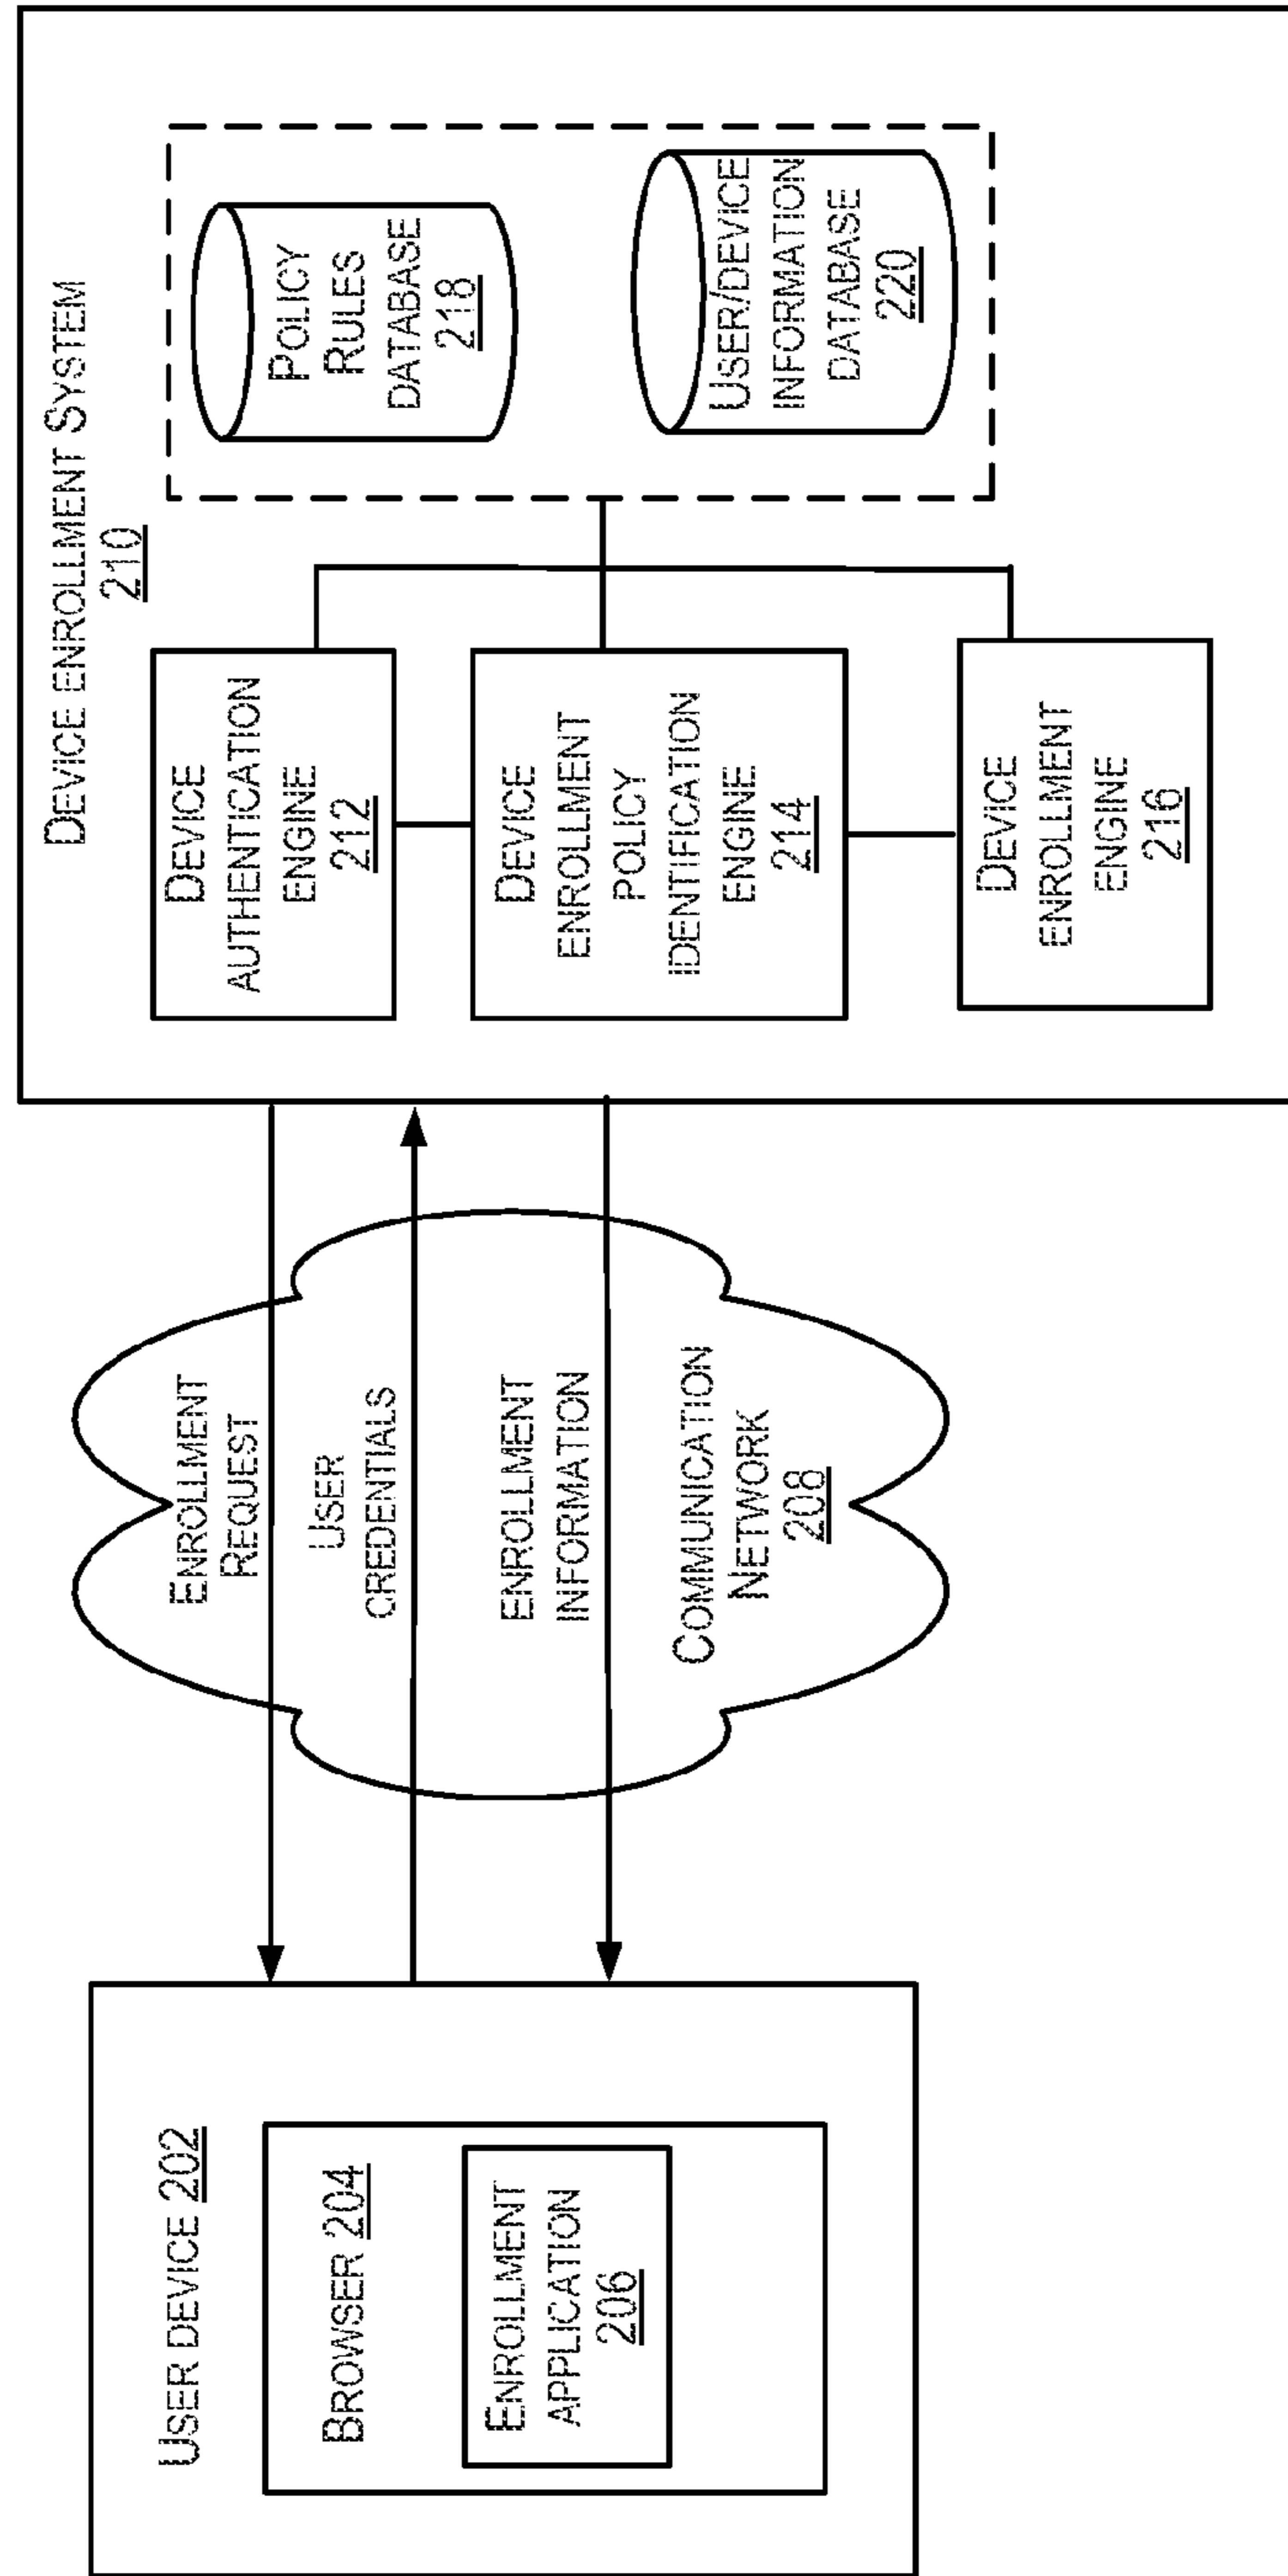 USER DEVICE 202
BROWSER 204
ENROLLMENT
APPLICATION
206
ENROLLMENT
REQUEST
USER
CREDENTIALS
ENROLLMENT
INFORMATION
COMMUNICATION
NETWORK
208
DEVICE ENROLLMENT SYSTEM
210
DEVICE
AUTHENTICATION
ENGINE
212
DEVICE
ENROLLMENT
POLICY
IDENTIFICATION
ENGINE
214
DEVICE
ENROLLMENT
ENGINE
216
POLICY
RULES
DATABASE
218
USER/DEVICE
INFORMATION
DATABASE
220